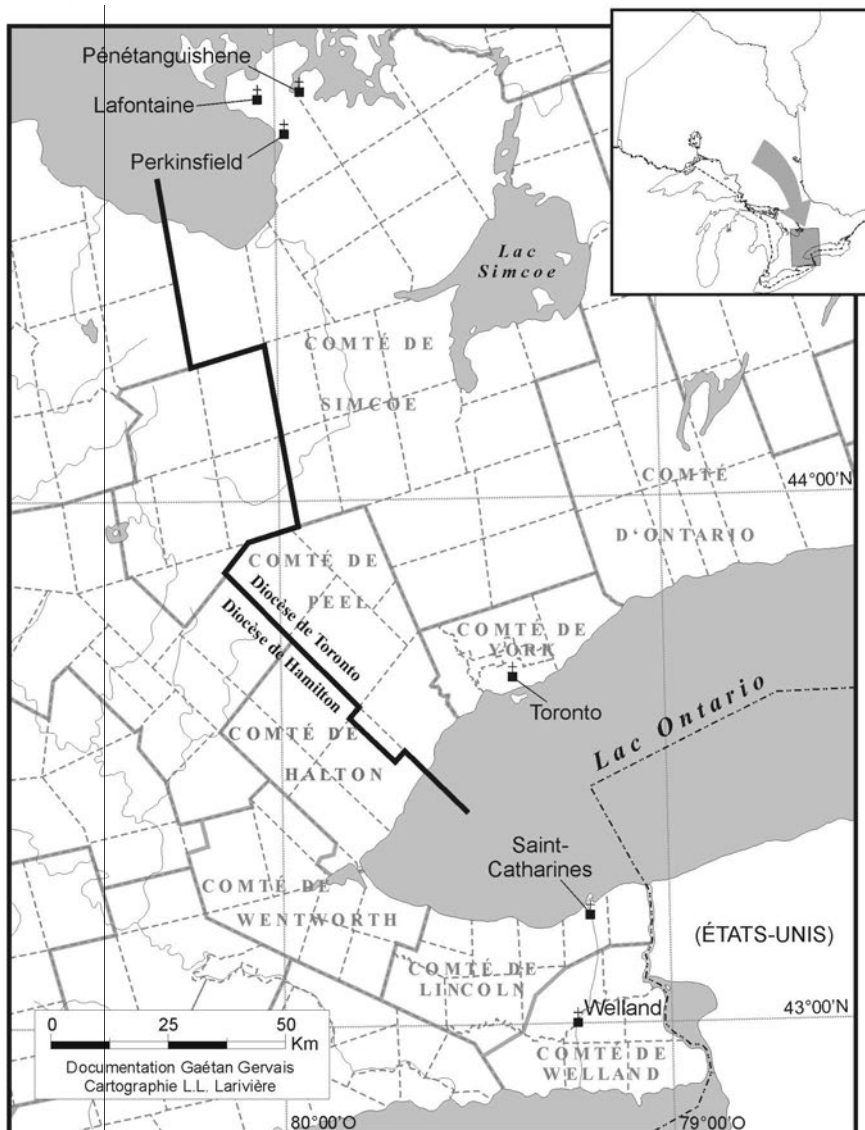 Pénétanguishene
Lafontaine
Perkinsfield
Lac
Simcoe
COMTÉ DE
SIMCOE
44°00'N
COMTÉ
D'ONTARIO
COMTÉ DE
PEEL
Diocèse de Toronto
Diocèse de Hamilton
COMTÉ DE
YORK
Toronto
Lac Ontario
COMTÉ DE
HALTON
Saint-
Catharines
COMTÉ DE
WENTWORTH
(ÉTATS-UNIS)
COMTÉ DE
LINCOLN
Welland
43°00'N
COMTÉ DE
WELLAND
0 25 50
Km
Documentation Gaétan Gervais
Cartographie L.L. Larivière
80°00'O
79°00'O